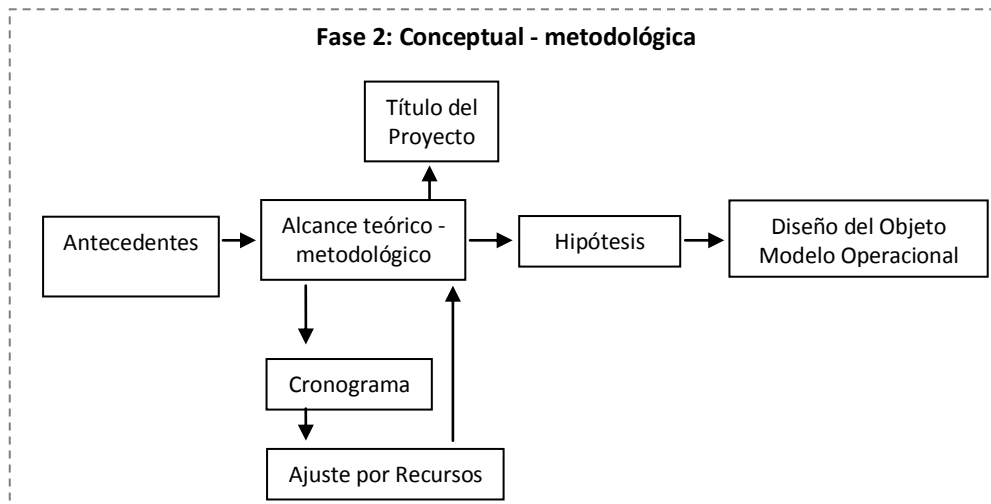 Fase 2: Conceptual - metodológica
Título del
Proyecto
Antecedentes
Alcance teórico -
metodológico
Hipótesis
Diseño del Objeto
Modelo Operacional
Cronograma
Ajuste por Recursos